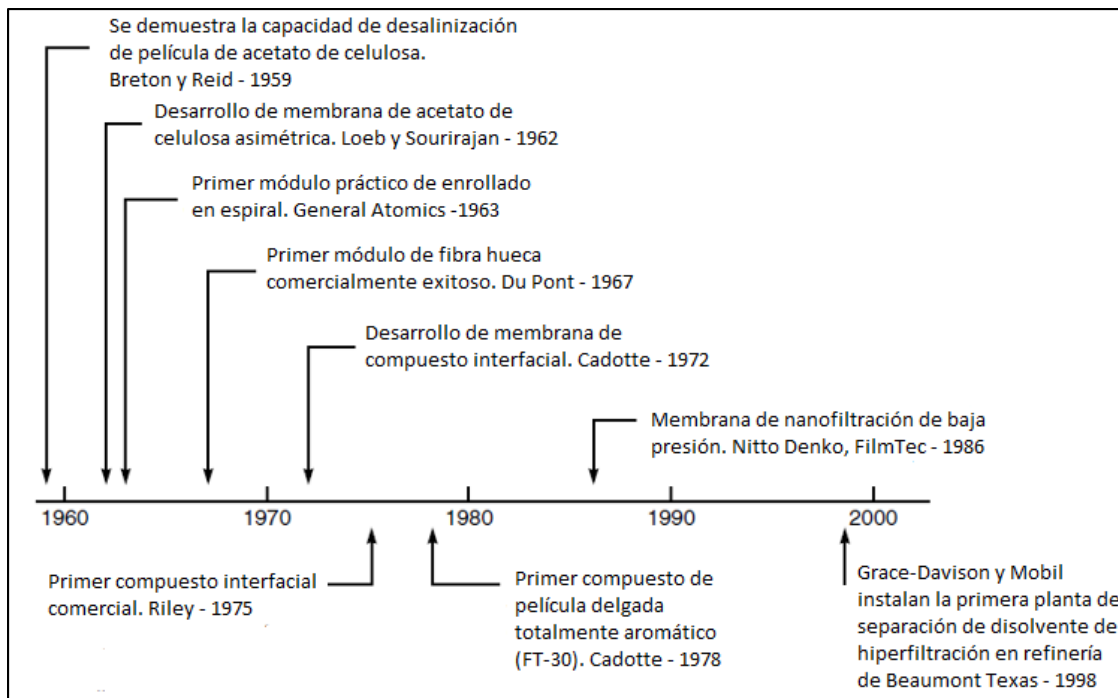 Se demuestra la capacidad de desalinización
de película de acetato de celulosa.
Breton y Reid - 1959
Desarrollo de membrana de acetato de
celulosa asimétrica. Loeb y Sourirajan - 1962
Primer módulo práctico de enrollado
en espiral. General Atomics -1963
Primer módulo de fibra hueca
comercialmente exitoso. Du Pont - 1967
Desarrollo de membrana de
compuesto interfacial. Cadotte - 1972
Membrana de nanofiltración de baja
presión. Nitto Denko, FilmTec - 1986
1960 1970 1980 1990 2000
Primer compuesto interfacial
comercial. Riley - 1975
Primer compuesto de
película delgada
totalmente aromático
(FT-30). Cadotte - 1978
Grace-Davison y Mobil
instalan la primera planta de
separación de disolvente de
hiperfiltración en refinería
de Beaumont Texas - 1998